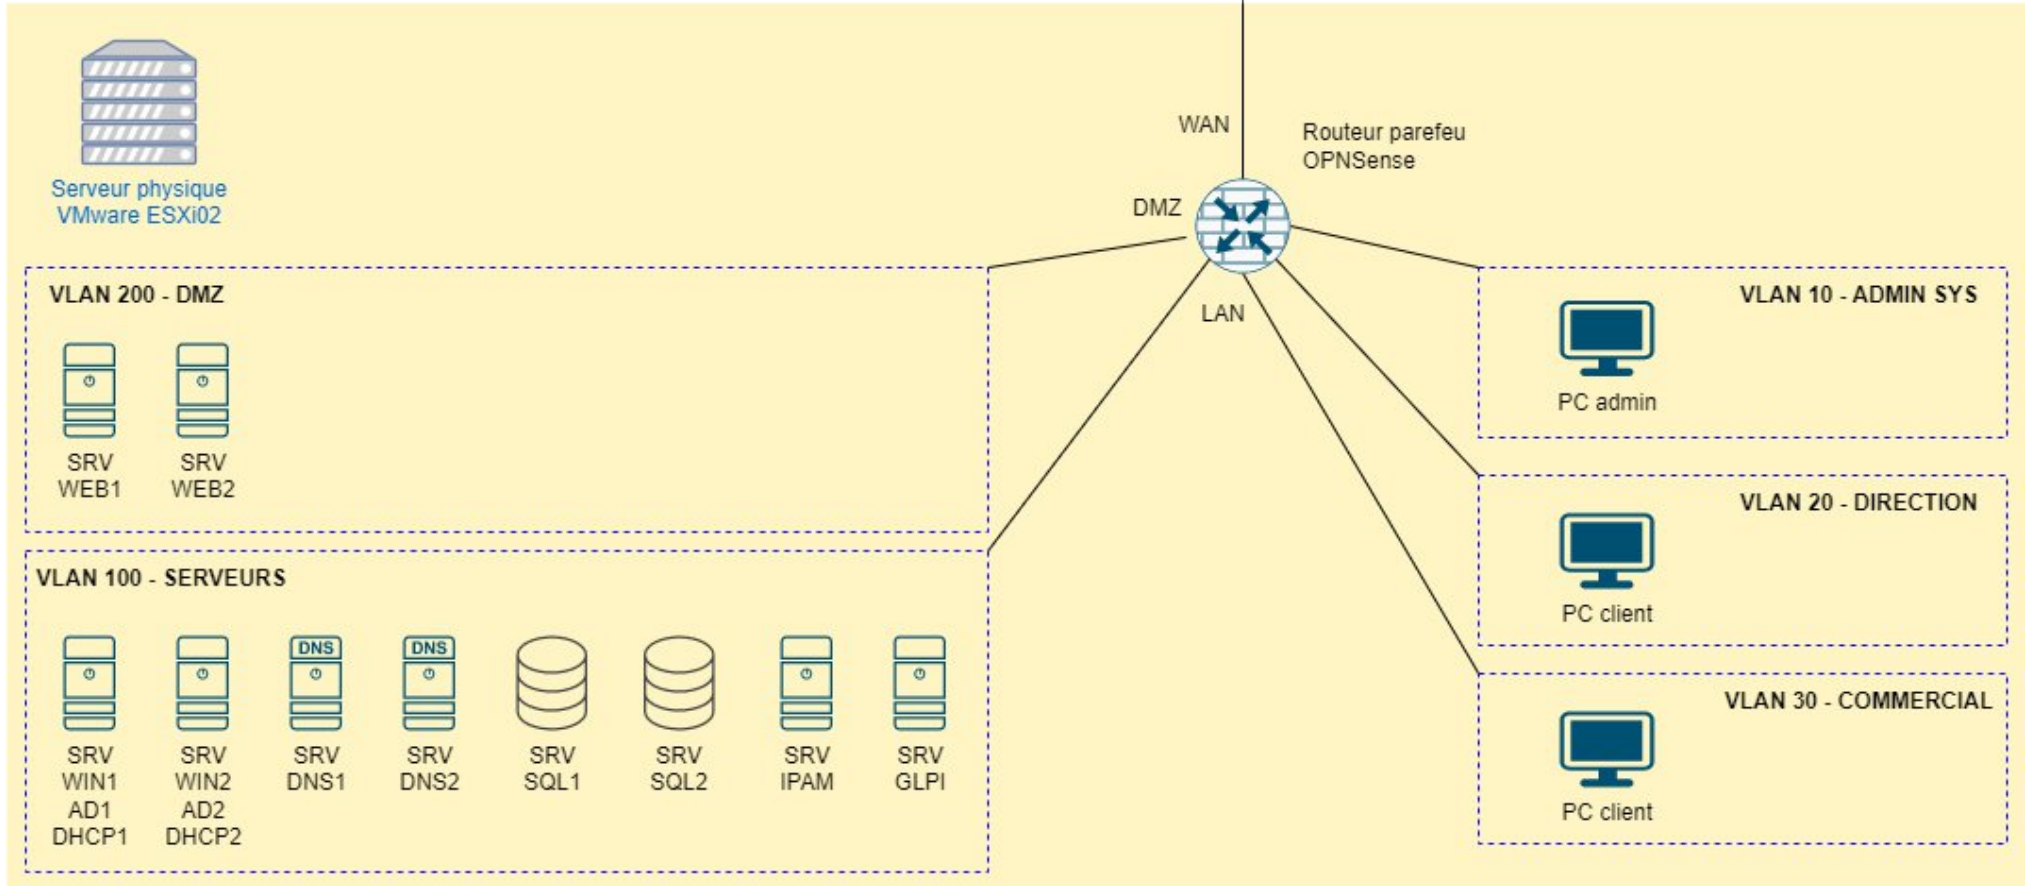 Serveur physique
VMware ESXi02
WAN
Routeur parefeu
OPNSense
DMZ
LAN
VLAN 200 - DMZ
SRV
WEB1
SRV
WEB2
VLAN 100 - SERVEURS
SRV
WIN1
AD1
DHCP1
SRV
WIN2
AD2
DHCP2
DNS
SRV
DNS1
DNS
SRV
DNS2
SRV
SQL1
SRV
SQL2
SRV
IPAM
SRV
GLPI
VLAN 10 - ADMIN SYS
PC admin
VLAN 20 - DIRECTION
PC client
VLAN 30 - COMMERCIAL
PC client